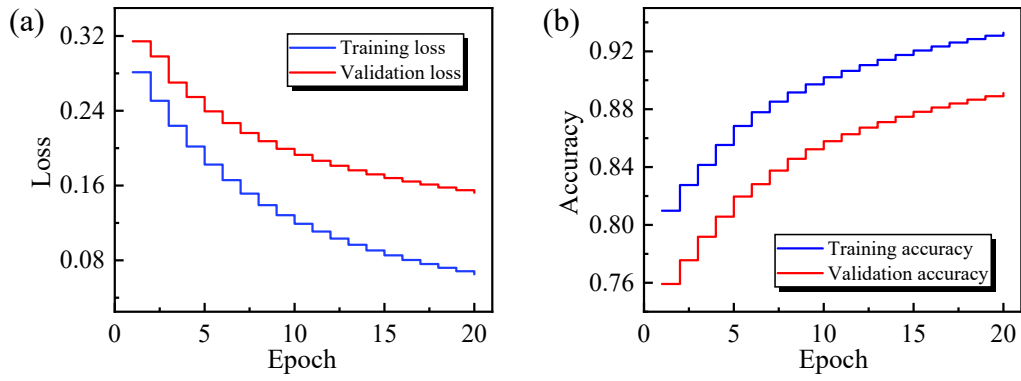 (a)
0.32
0.24
0.16
0.08
Loss
Training loss
Validation loss
0 5 10 15 20
Epoch
(b)
0.92
0.88
0.84
0.80
0.76
Accuracy
Training accuracy
Validation accuracy
0 5 10 15 20
Epoch